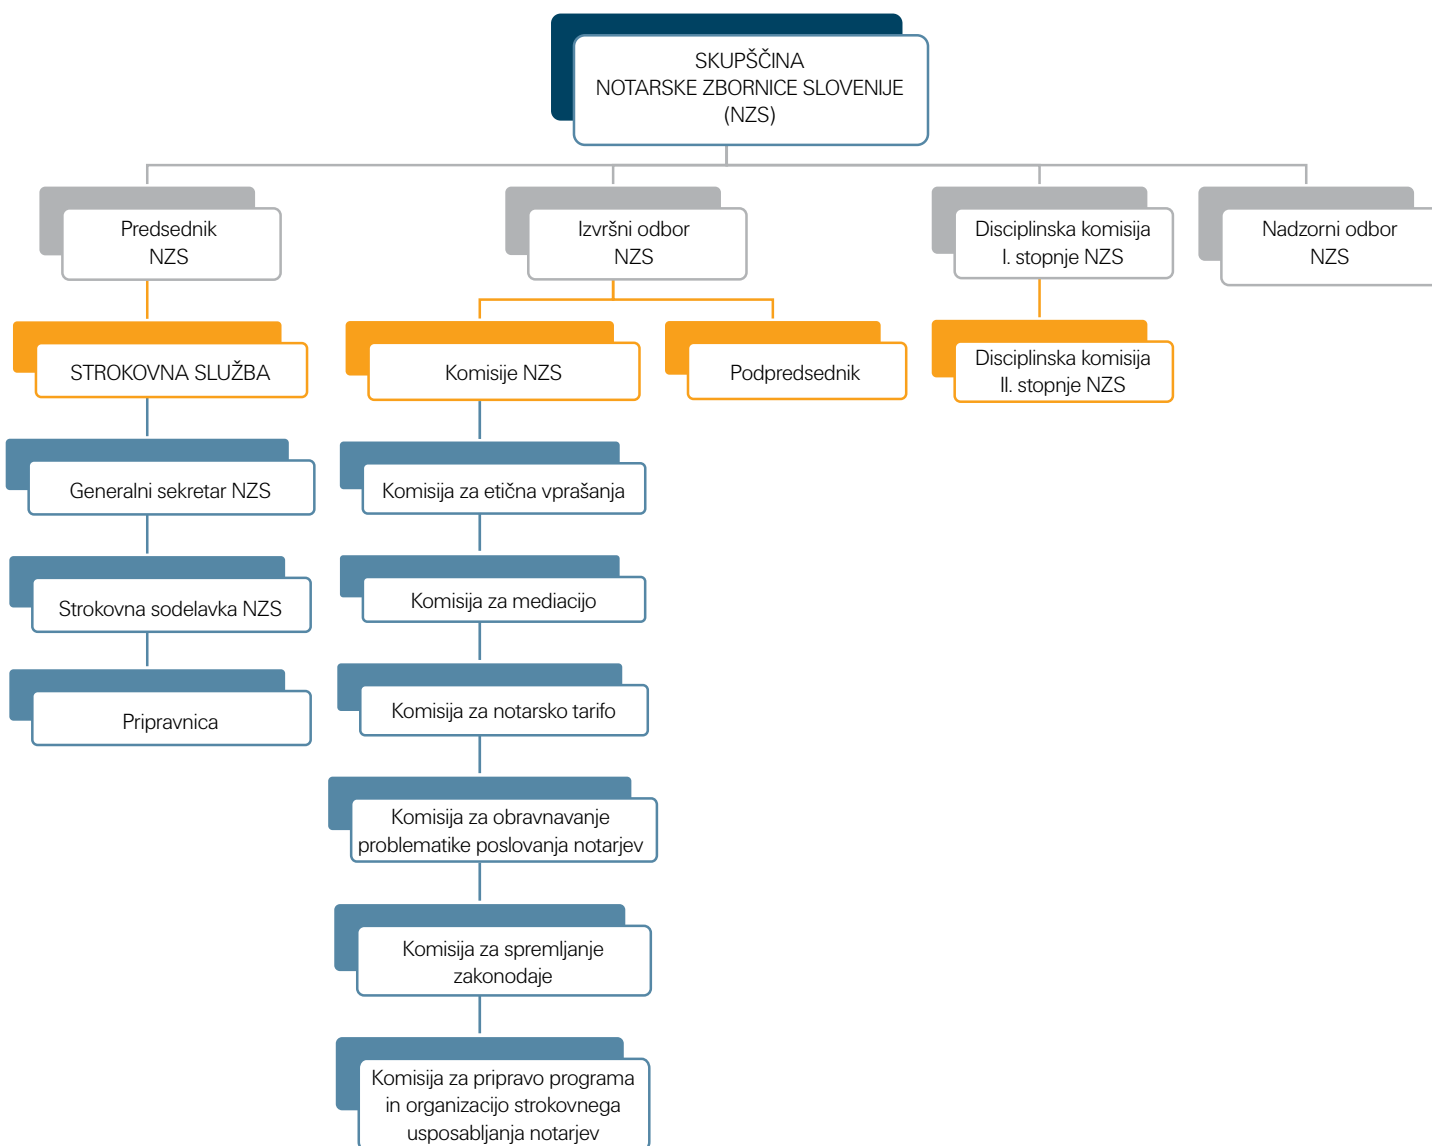 SKUPŠČINA
NOTARSKE ZBORNICE SLOVENIJE
(NZS)
Predsednik
NZS
Izvršni odbor
NZS
Disciplinska komisija
I. stopnje NZS
Nadzorni odbor
NZS
STROKOVNA SLUŽBA
Komisije NZS
Podpredsednik
Disciplinska komisija
II. stopnje NZS
Generalni sekretar NZS
Komisija za etična vprašanja
Strokovna sodelavka NZS
Komisija za mediacijo
Pripravnica
Komisija za notarsko tarifo
Komisija za obravnavanje
problematike poslovanja notarjev
Komisija za spremljanje
zakonodaje
Komisija za pripravo programa
in organizacijo strokovnega
usposabljanja notarjev